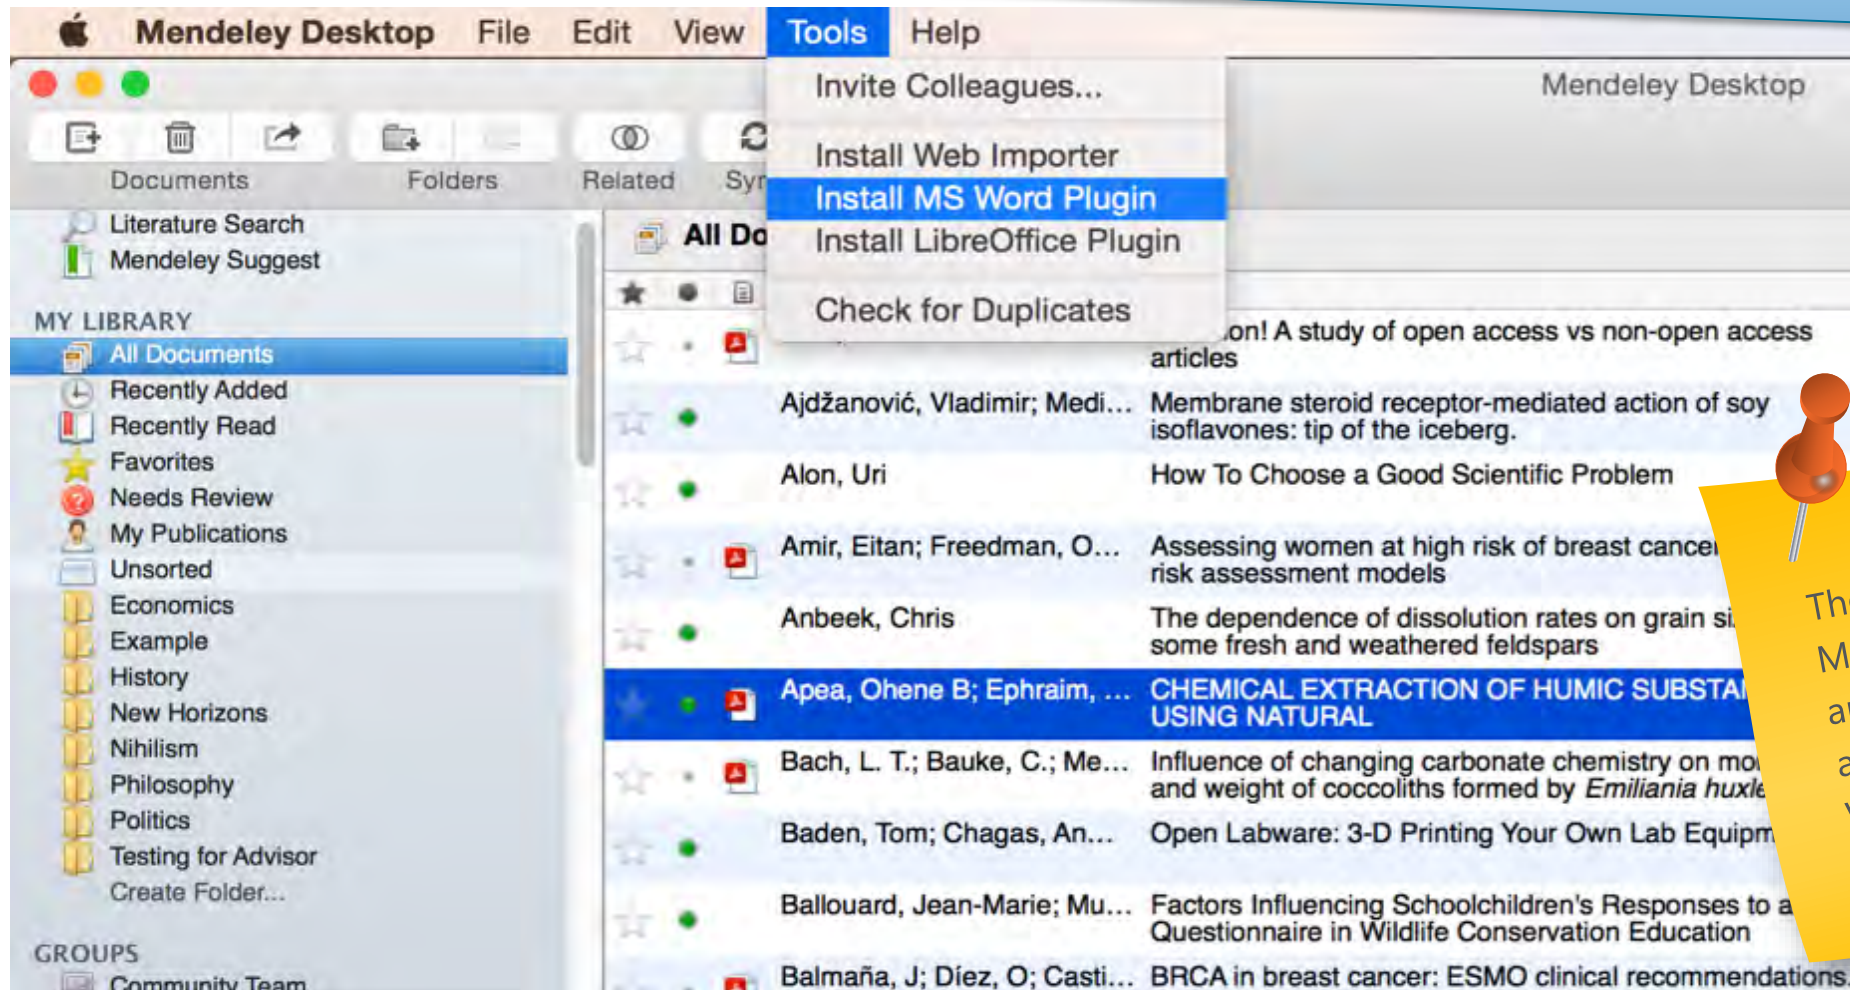 Mendeley Desktop File Edit View Tools Help
Mendeley Desktop
Invite Colleagues...
Install Web Importer
Install MS Word Plugin
Install LibreOffice Plugin
Check for Duplicates
Documents Folders Related
Literature Search
Mendeley Suggest
MY LIBRARY
All Documents
Recently Added
Recently Read
Favorites
Needs Review
My Publications
Unsorted
Economics
Example
History
New Horizons
Nihilism
Philosophy
Politics
Testing for Advisor
Create Folder...
GROUPS
Community Team
All Do
on! A study of open access vs non-open access
articles
Ajdžanović, Vladimir; Medi... Membrane steroid receptor-mediated action of soy
isoflavones: tip of the iceberg.
Alon, Uri How To Choose a Good Scientific Problem
Amir, Eitan; Freedman, O... Assessing women at high risk of breast cancer
risk assessment models
Anbeek, Chris The dependence of dissolution rates on grain si
some fresh and weathered feldspars
Apea, Ohene B; Ephraim, ... CHEMICAL EXTRACTION OF HUMIC SUBSTA
USING NATURAL
Bach, L. T.; Bauke, C.; Me... Influence of changing carbonate chemistry on mo
and weight of coccoliths formed by Emiliania huxle
Baden, Tom; Chagas, An... Open Labware: 3-D Printing Your Own Lab Equipm
Ballouard, Jean-Marie; Mu... Factors Influencing Schoolchildren's Responses to a
Questionnaire in Wildlife Conservation Education
Balmaña, J; Díez, O; Casti... BRCA in breast cancer: ESMO clinical recommendations.